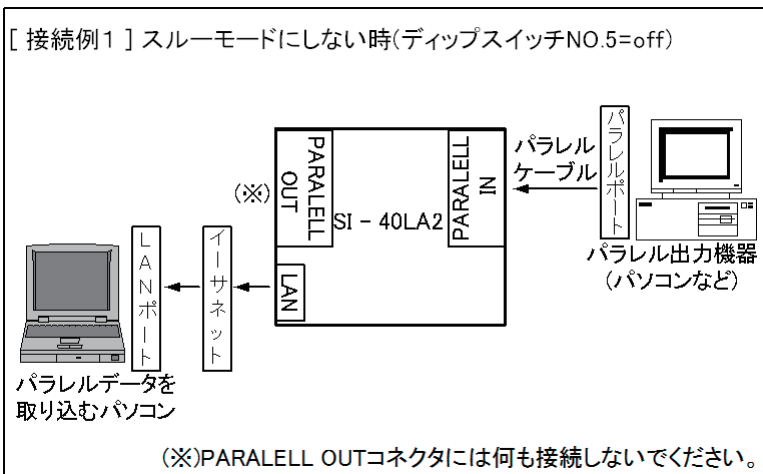 [ 接続例1 ] スルーモードにしない時(ディップスイッチNO.5=off)
パラレルポート
パラレル
ケーブル
PARALELL
IN
PARALELL
OUT
(※)
SI - 40LA2
LAN
イーサネット
LANポート
パラレル出力機器
(パソコンなど)
パラレルデータを
取り込むパソコン
(※)PARALELL OUTコネクタには何も接続しないでください。